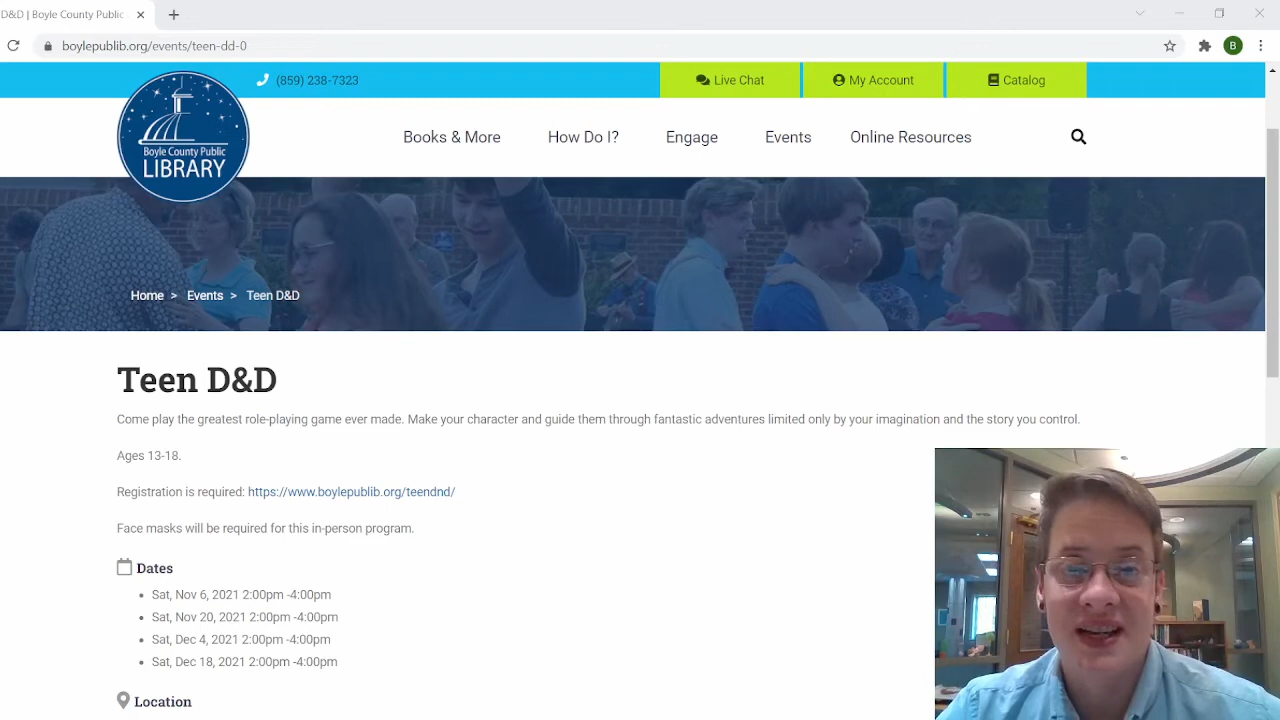 D&D | Boyle County Public
boylepublib.org/events/teen-dd-0
B
(859) 238-7323
Live Chat
My Account
Catalog
Boyle County Public
LIBRARY
Books & More
How Do I?
Engage
Events
Online Resources
Home > Events > Teen D&D
Teen D&D
Come play the greatest role-playing game ever made. Make your character and guide them through fantastic adventures limited only by your imagination and the story you control.
Ages 13-18.
Registration is required: https://www.boylepublib.org/teendnd/
Face masks will be required for this in-person program.
Dates
Sat, Nov 6, 2021 2:00pm -4:00pm
Sat, Nov 20, 2021 2:00pm -4:00pm
Sat, Dec 4, 2021 2:00pm -4:00pm
Sat, Dec 18, 2021 2:00pm -4:00pm
Location